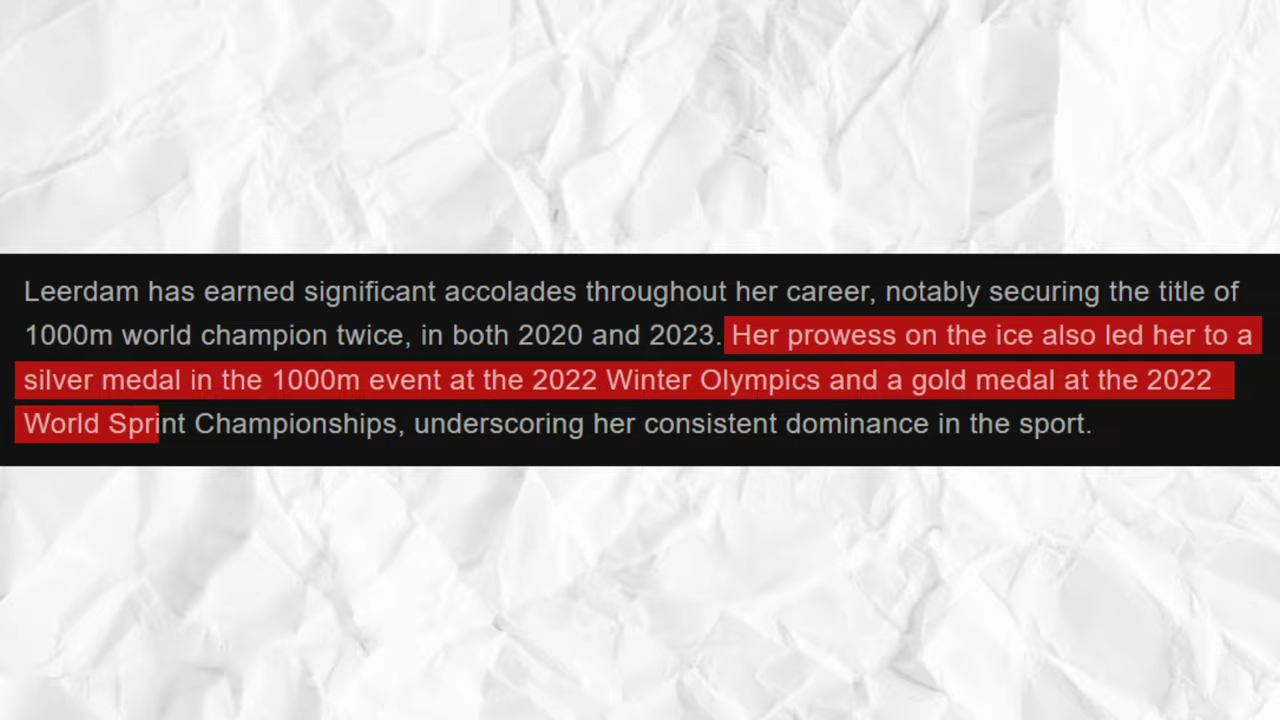 Leerdam has earned significant accolades throughout her career, notably securing the title of
1000m world champion twice, in both 2020 and 2023. Her prowess on the ice also led her to a
silver medal in the 1000m event at the 2022 Winter Olympics and a gold medal at the 2022
World Sprint Championships, underscoring her consistent dominance in the sport.